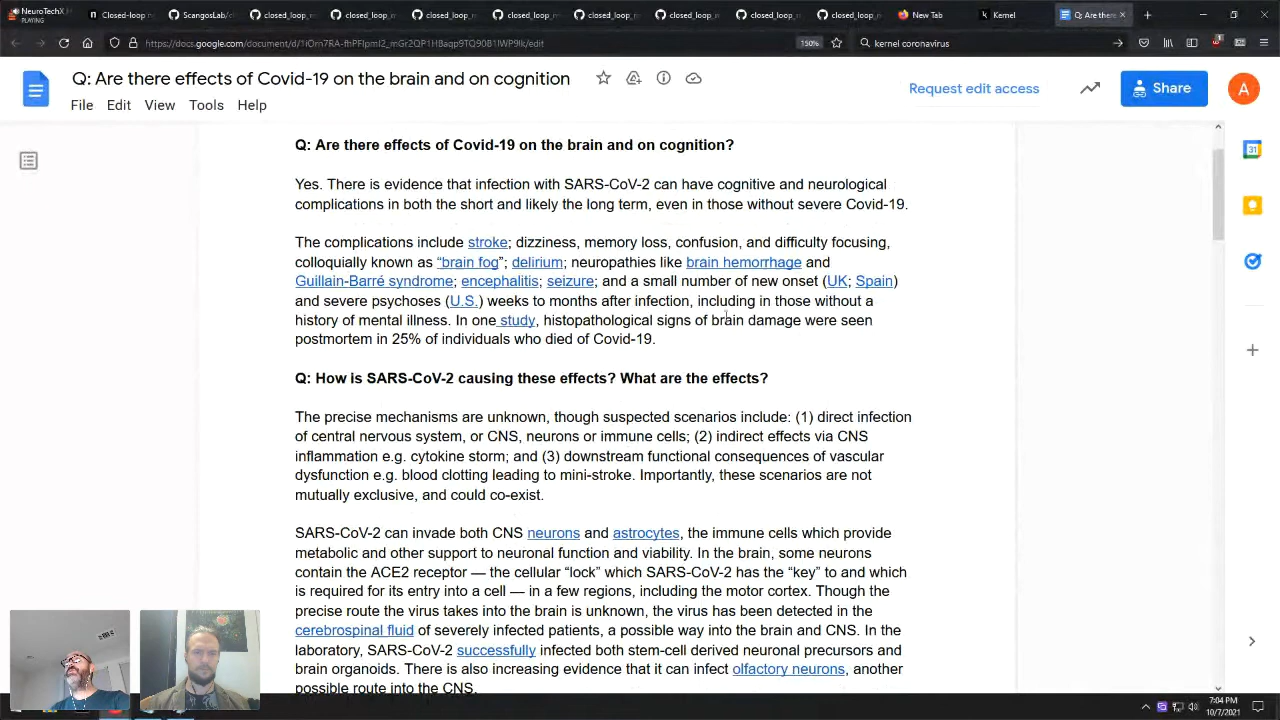 NeuroTechX
PLAYING
Closed-loop
ScangosLab/c
closed_loop_m
closed_loop_m
closed_loop_m
closed_loop_m
closed_loop_m
closed_loop
closed_loop_m
closed_loop_m
New Tab
Kernel
Q: Are there
150%
kernel coronavirus
Q: Are there effects of Covid-19 on the brain and on cognition
Request edit access
Share
A
File Edit View Tools Help
Q: Are there effects of Covid-19 on the brain and on cognition?
Yes. There is evidence that infection with SARS-CoV-2 can have cognitive and neurological
complications in both the short and likely the long term, even in those without severe Covid-19.
The complications include stroke; dizziness, memory loss, confusion, and difficulty focusing,
colloquially known as “brain fog”; delirium; neuropathies like brain hemorrhage and
Guillain-Barré syndrome; encephalitis; seizure; and a small number of new onset (UK; Spain)
and severe psychoses (U.S.) weeks to months after infection, including in those without a
history of mental illness. In one study, histopathological signs of brain damage were seen
postmortem in 25% of individuals who died of Covid-19.
Q: How is SARS-CoV-2 causing these effects? What are the effects?
The precise mechanisms are unknown, though suspected scenarios include: (1) direct infection
of central nervous system, or CNS, neurons or immune cells; (2) indirect effects via CNS
inflammation e.g. cytokine storm; and (3) downstream functional consequences of vascular
dysfunction e.g. blood clotting leading to mini-stroke. Importantly, these scenarios are not
mutually exclusive, and could co-exist.
SARS-CoV-2 can invade both CNS neurons and astrocytes, the immune cells which provide
metabolic and other support to neuronal function and viability. In the brain, some neurons
contain the ACE2 receptor — the cellular “lock” which SARS-CoV-2 has the “key” to and which
is required for its entry into a cell — in a few regions, including the motor cortex. Though the
precise route the virus takes into the brain is unknown, the virus has been detected in the
cerebrospinal fluid of severely infected patients, a possible way into the brain and CNS. In the
laboratory, SARS-CoV-2 successfully infected both stem-cell derived neuronal precursors and
brain organoids. There is also increasing evidence that it can infect olfactory neurons, another
possible route into the CNS.
31
7:04 PM
10/7/2021